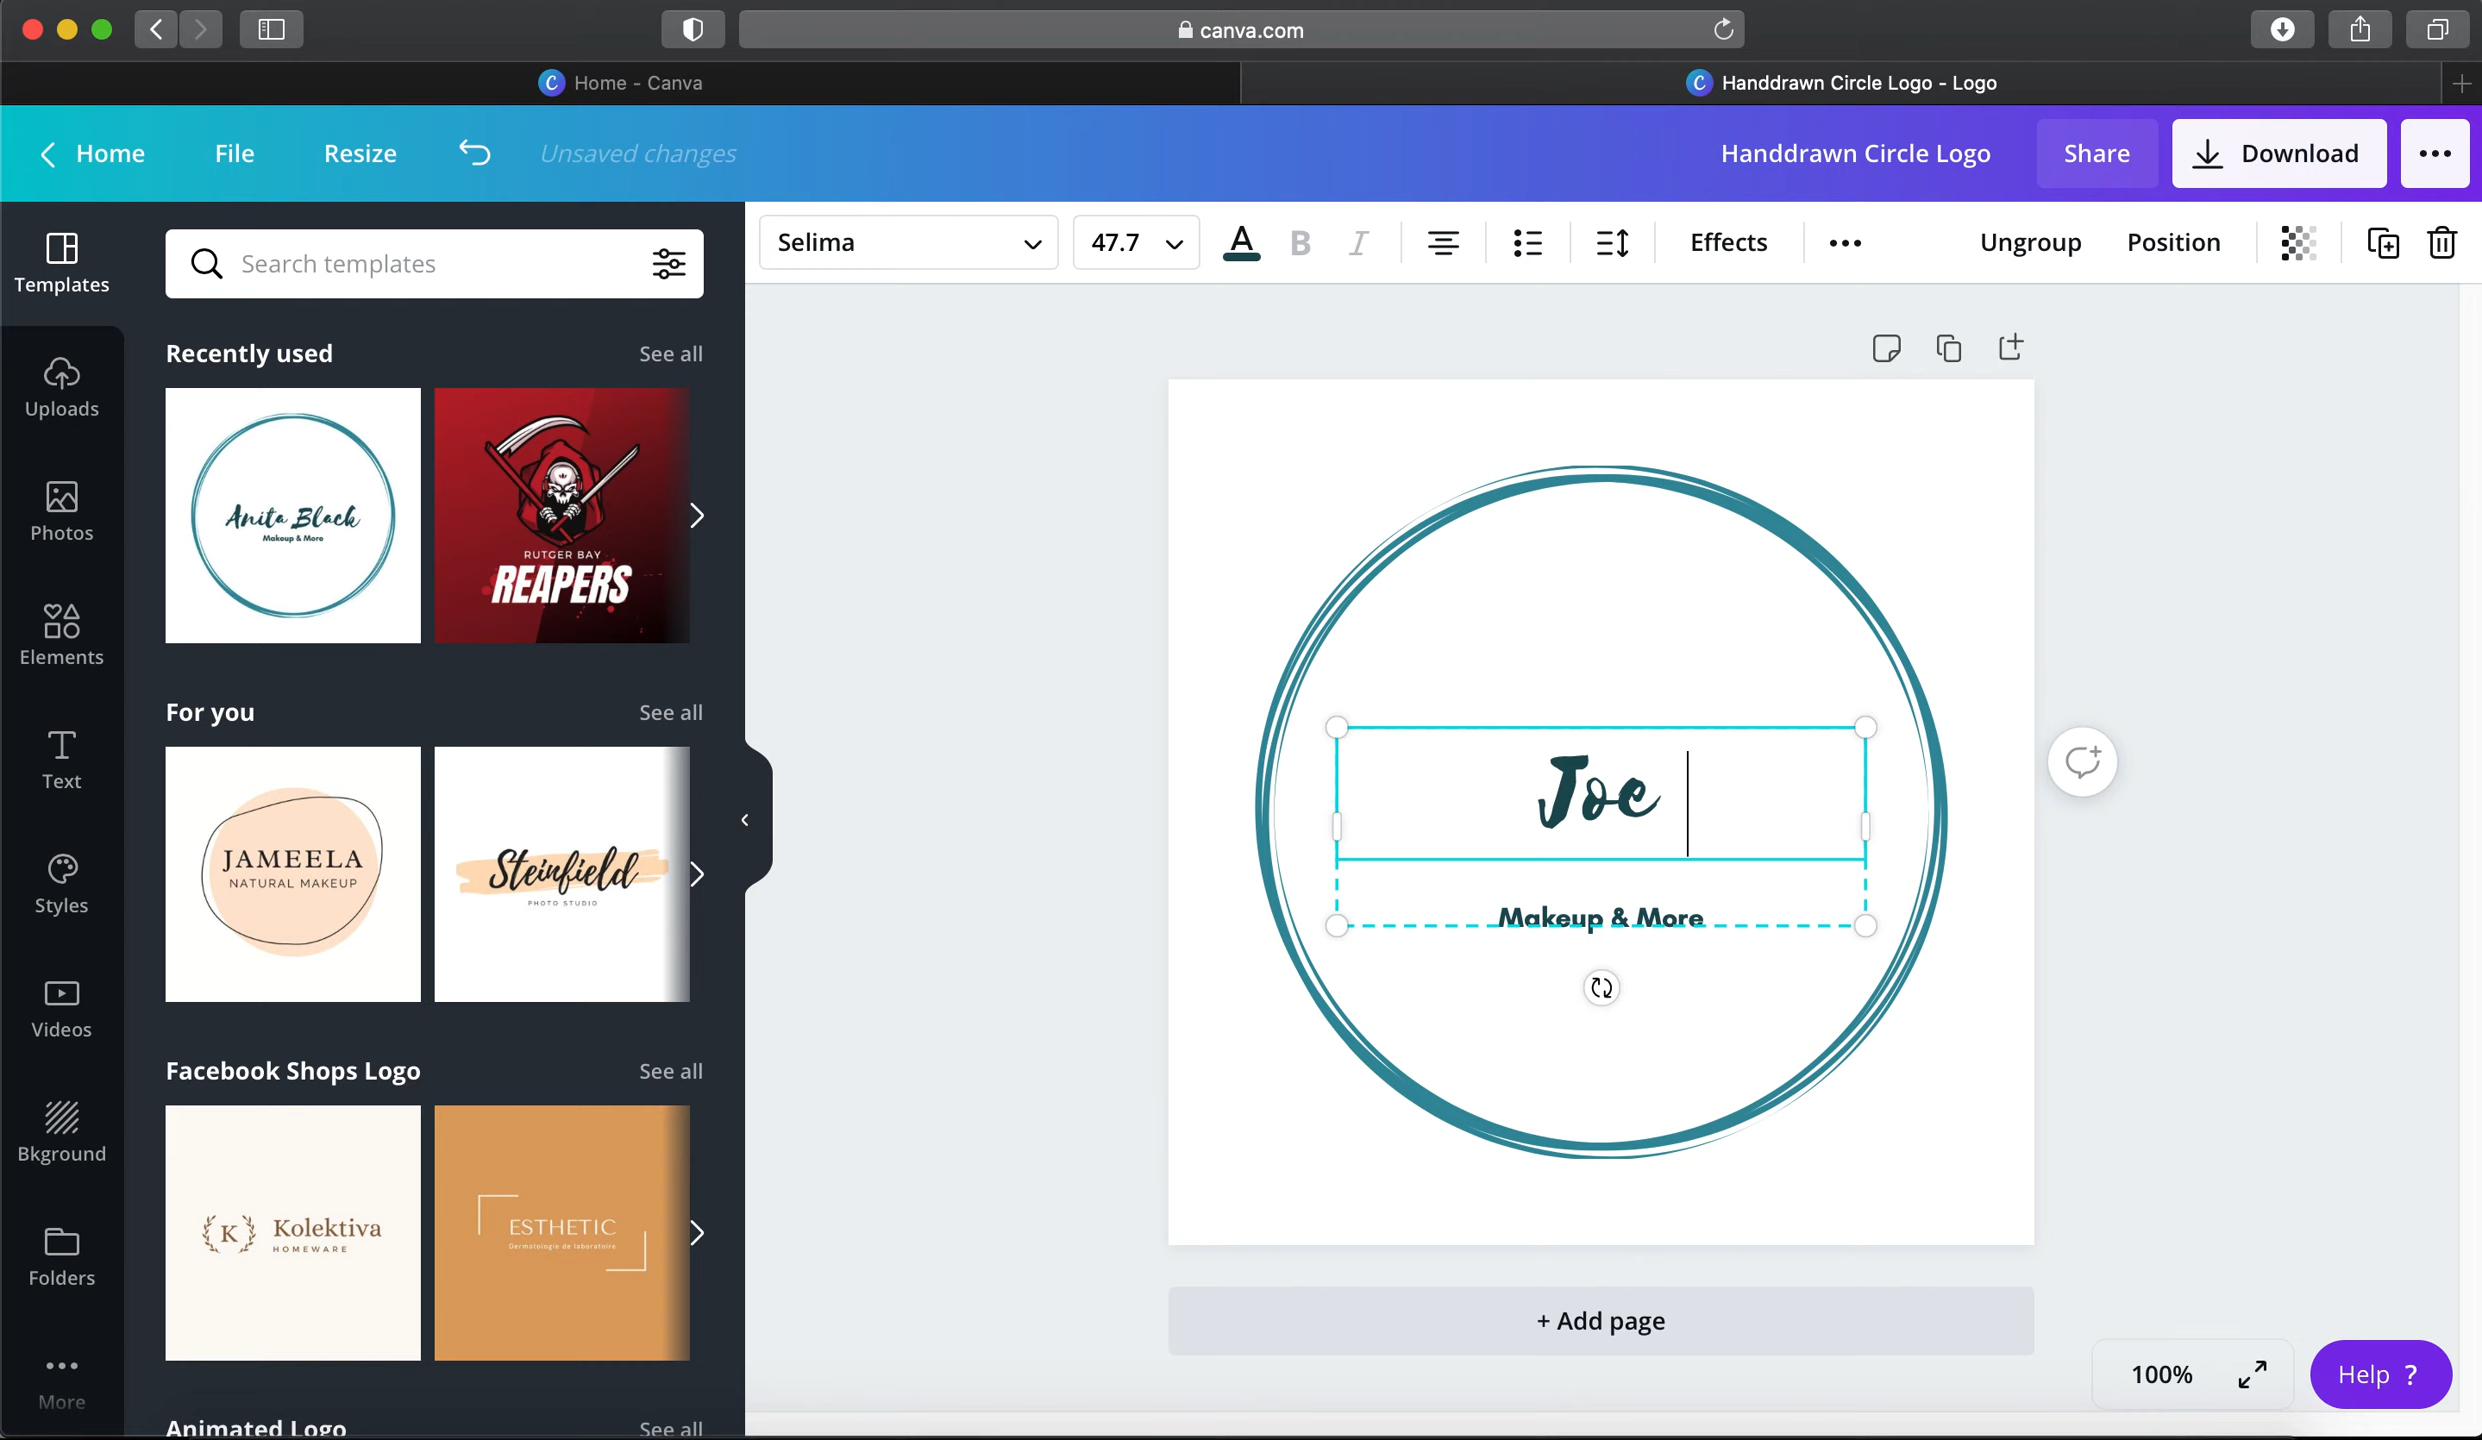 canva.com
Home - Canva
Handdrawn Circle Logo - Logo
Home
File
Resize
Unsaved changes
Handdrawn Circle Logo
Share
Download
Templates
Search templates
Selima
47.7
A
B
I
Effects
Ungroup
Position
Recently used
See all
Uploads
Anita Black
Makeup & More
RUTGER BAY
REAPERS
Photos
Elements
For you
See all
Text
JAMEELA
NATURAL MAKEUP
Steinfield
PHOTO STUDIO
Joe
Makeup & More
Styles
Videos
Facebook Shops Logo
See all
Bkground
K Kolektiva
HOMEWARE
ESTHETIC
Dermatologie de laboratoire
Folders
+ Add page
100%
Help ?
More
Animated Logo
See all